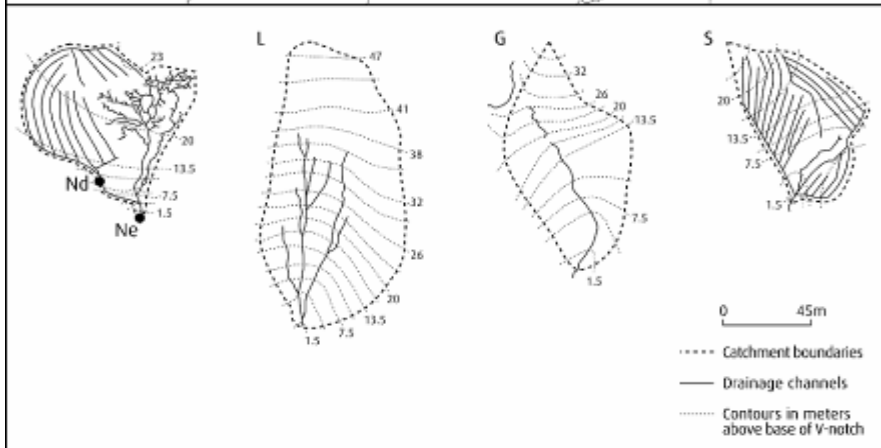 L
G
S
23
20
13.5
7.5
1.5
Nd
Ne
47
41
38
32
26
20
13.5
7.5
1.5
32
26
20
13.5
7.5
1.5
20
13.5
7.5
1.5
0 45m
Catchment boundaries
Drainage channels
Contours in meters
above base of V-notch